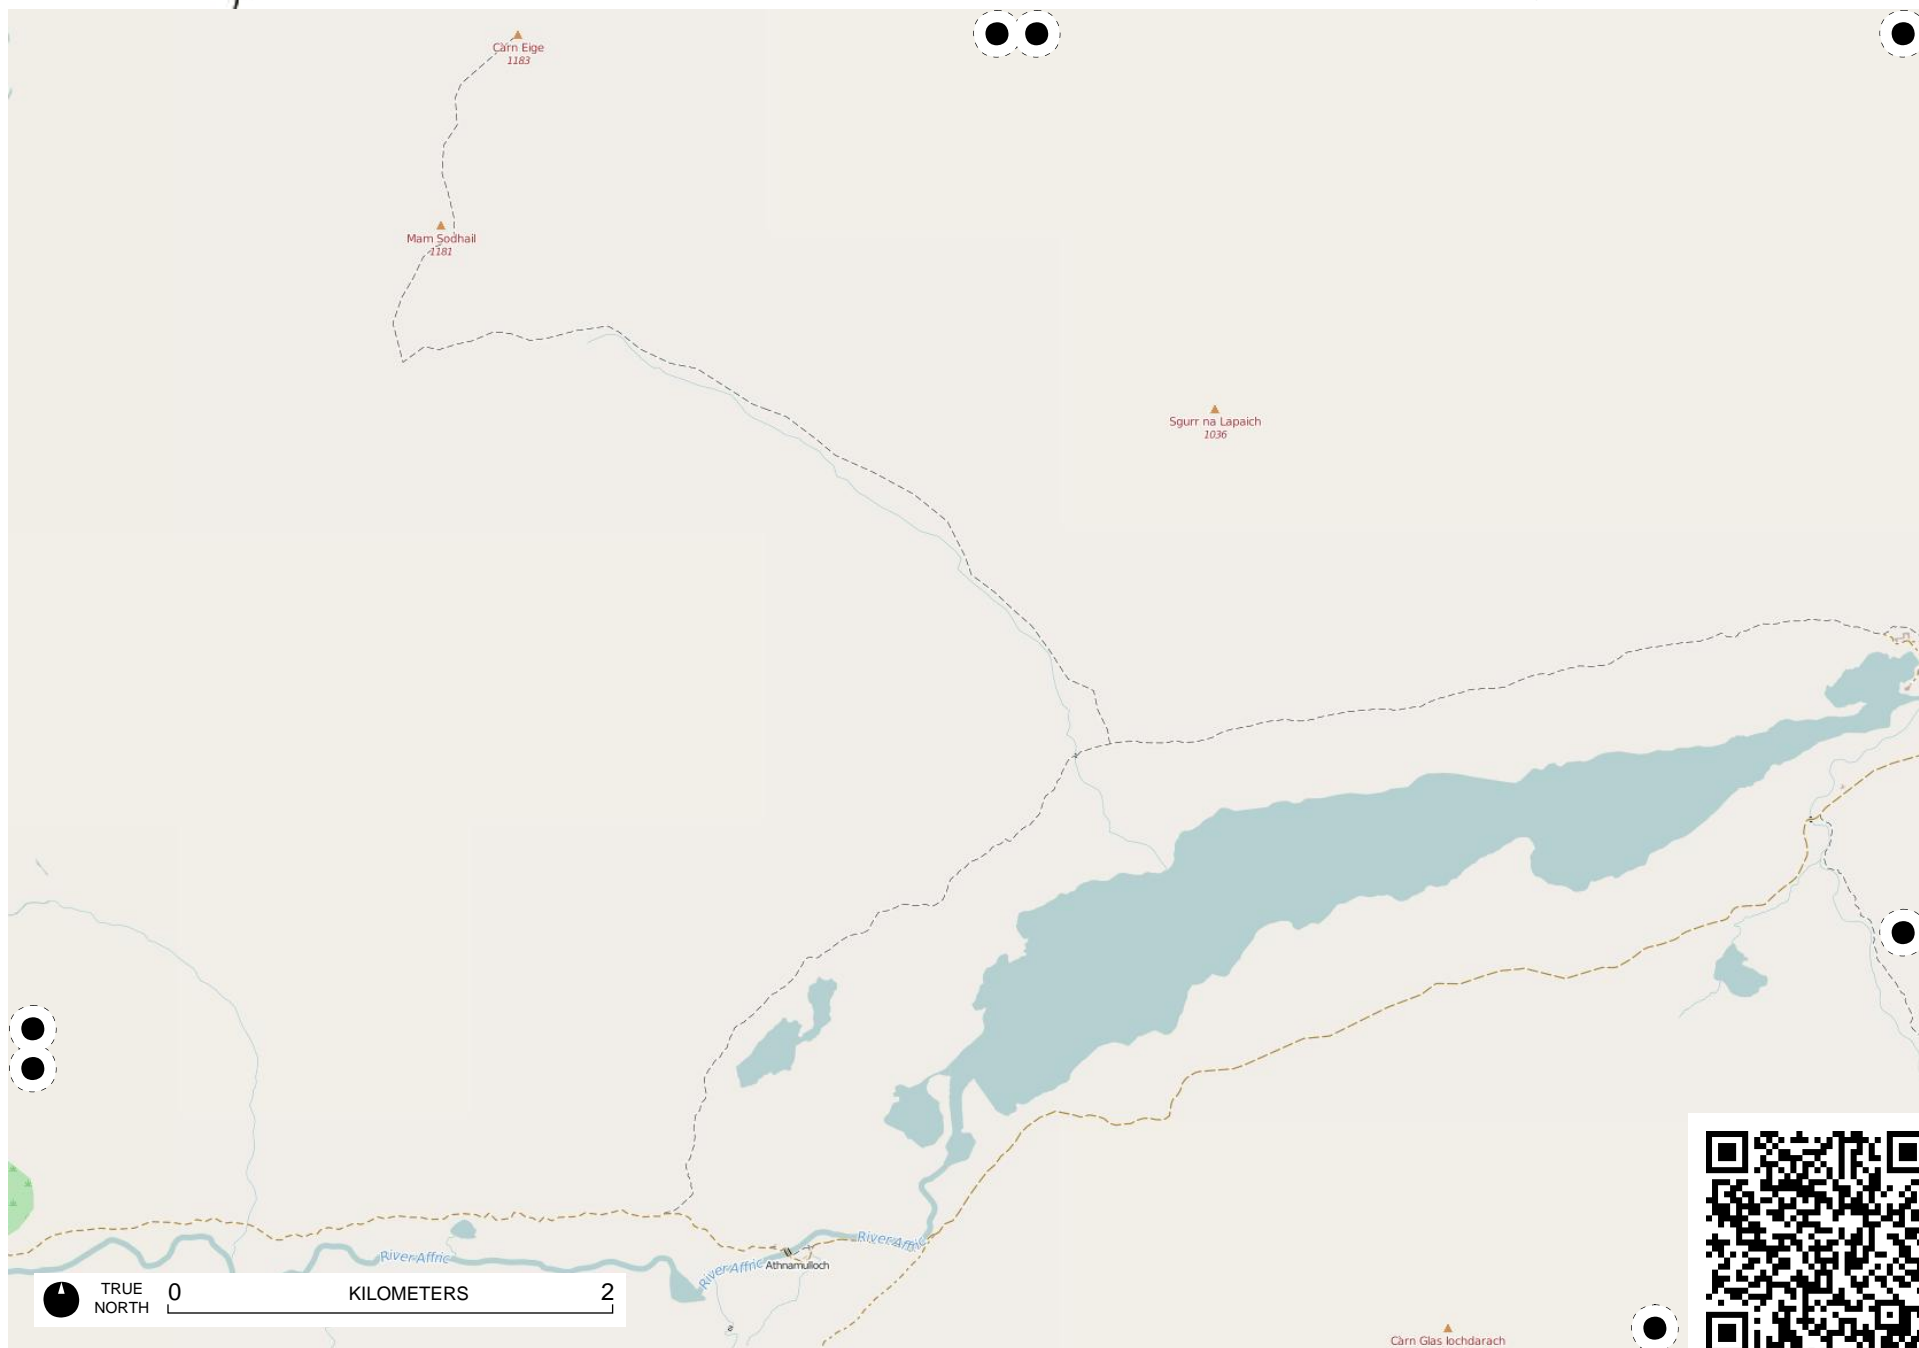 Càrn Eige
1183
Mam Sodhail
1181
Sgurr na Lapaich
1036
River Affric
River Affric
River Affric
Athnamulloch
TRUE
NORTH
0
KILOMETERS
2
Càrn Glas Iochdarach